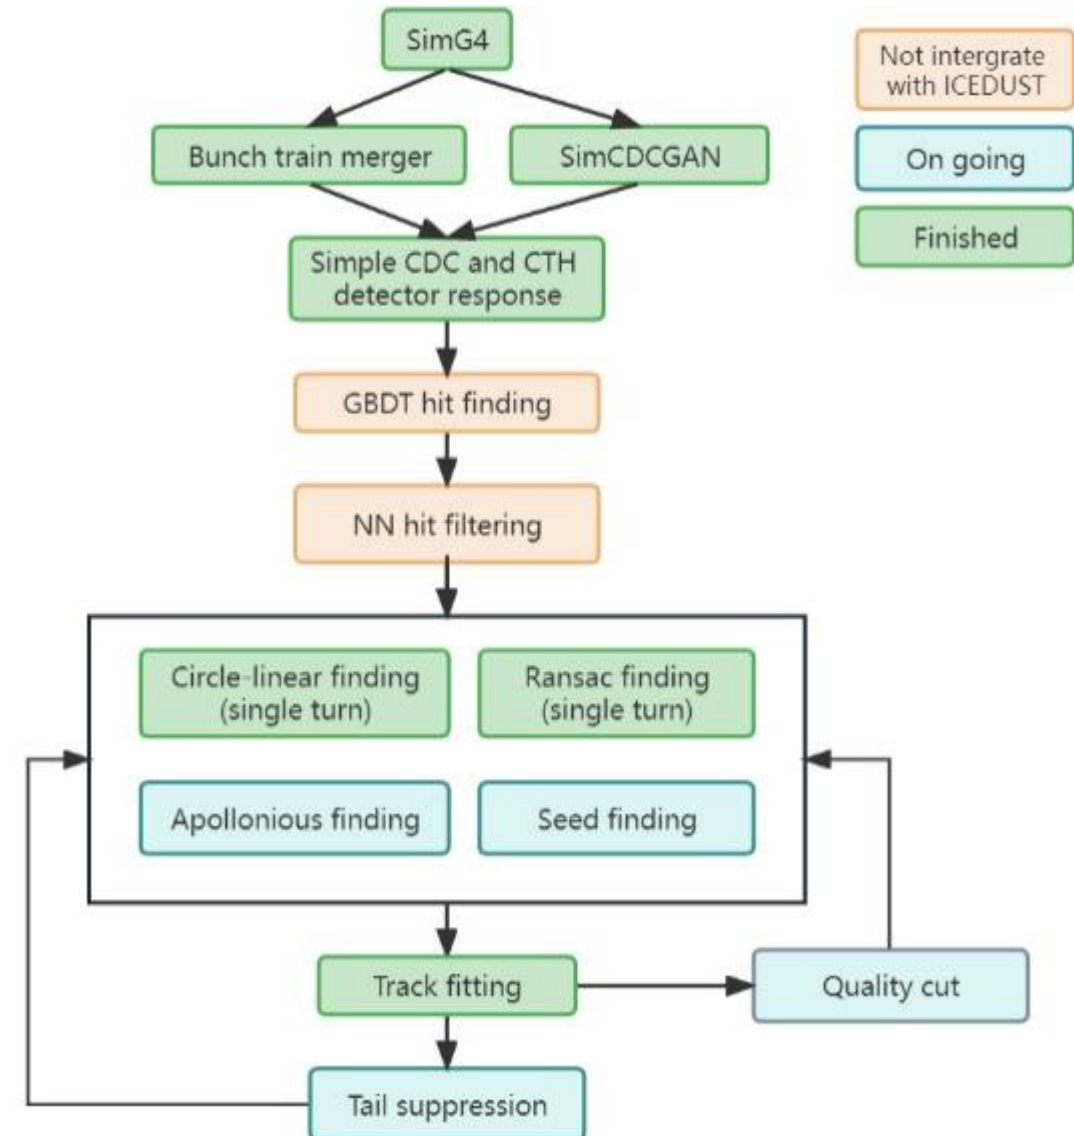 SimG4
Not intergrate
with ICEDUST
Bunch train merger
SimCDCGAN
On going
Finished
Simple CDC and CTH
detector response
GBDT hit finding
NN hit filtering
Circle-linear finding
(single turn)
Ransac finding
(single turn)
Apollonious finding
Seed finding
Track fitting
Quality cut
Tail suppression